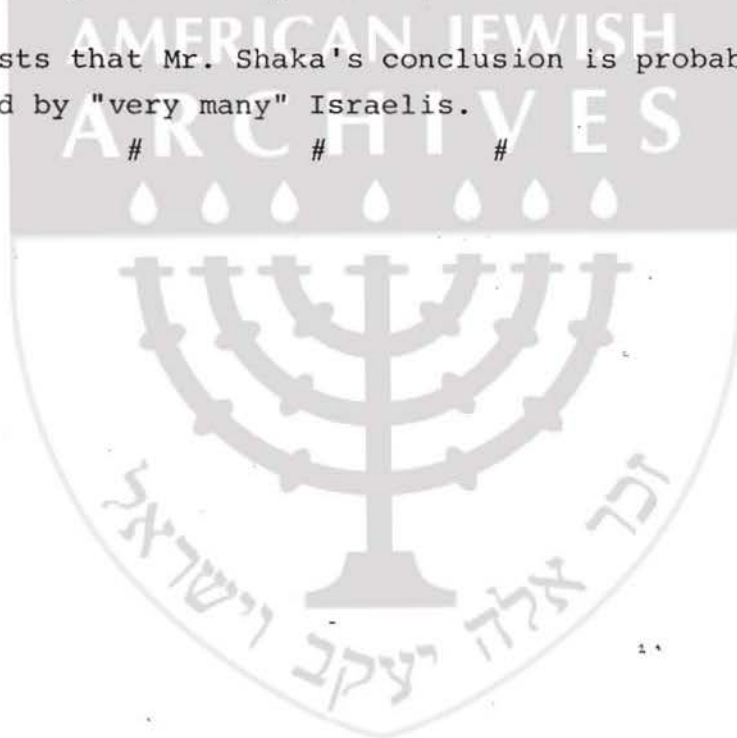 AMERICAN JEWISH
sts that Mr. Shaka's conclusion is probab
d by "very many" Israelis.
ARCHIVES
# # #
זכר אלה יעקב וישראל